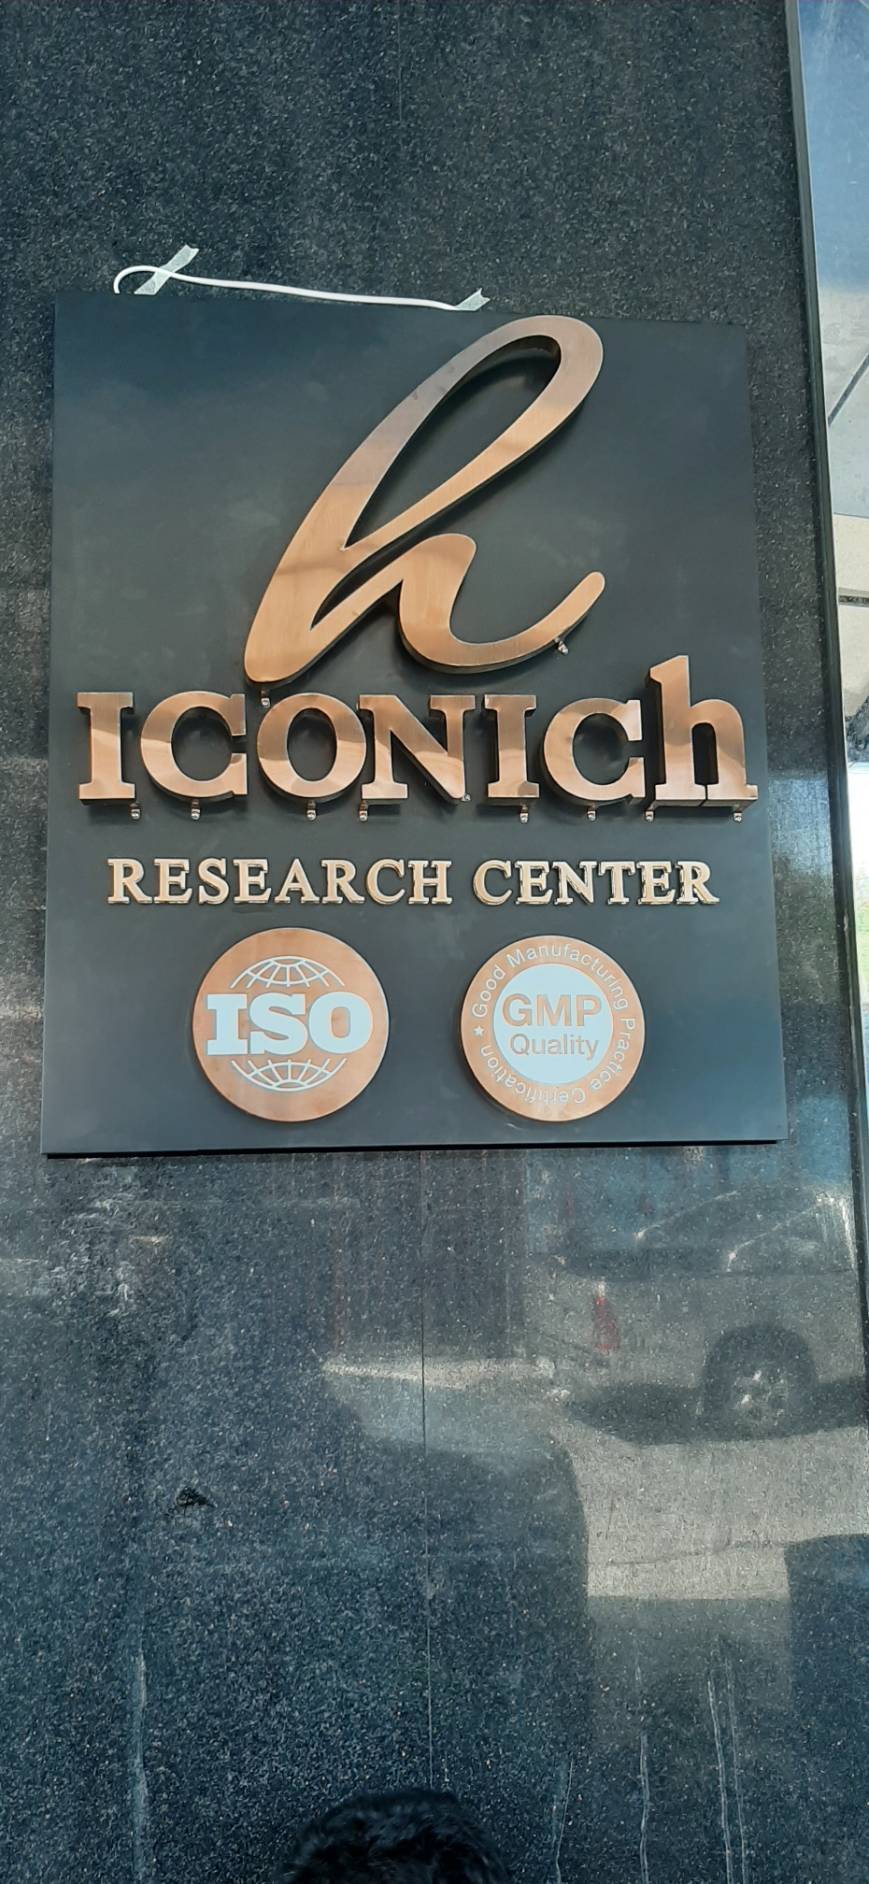 h
ICONICh
RESEARCH CENTER
ISO
Good Manufacturing Practice Certification ★
GMP
Quality